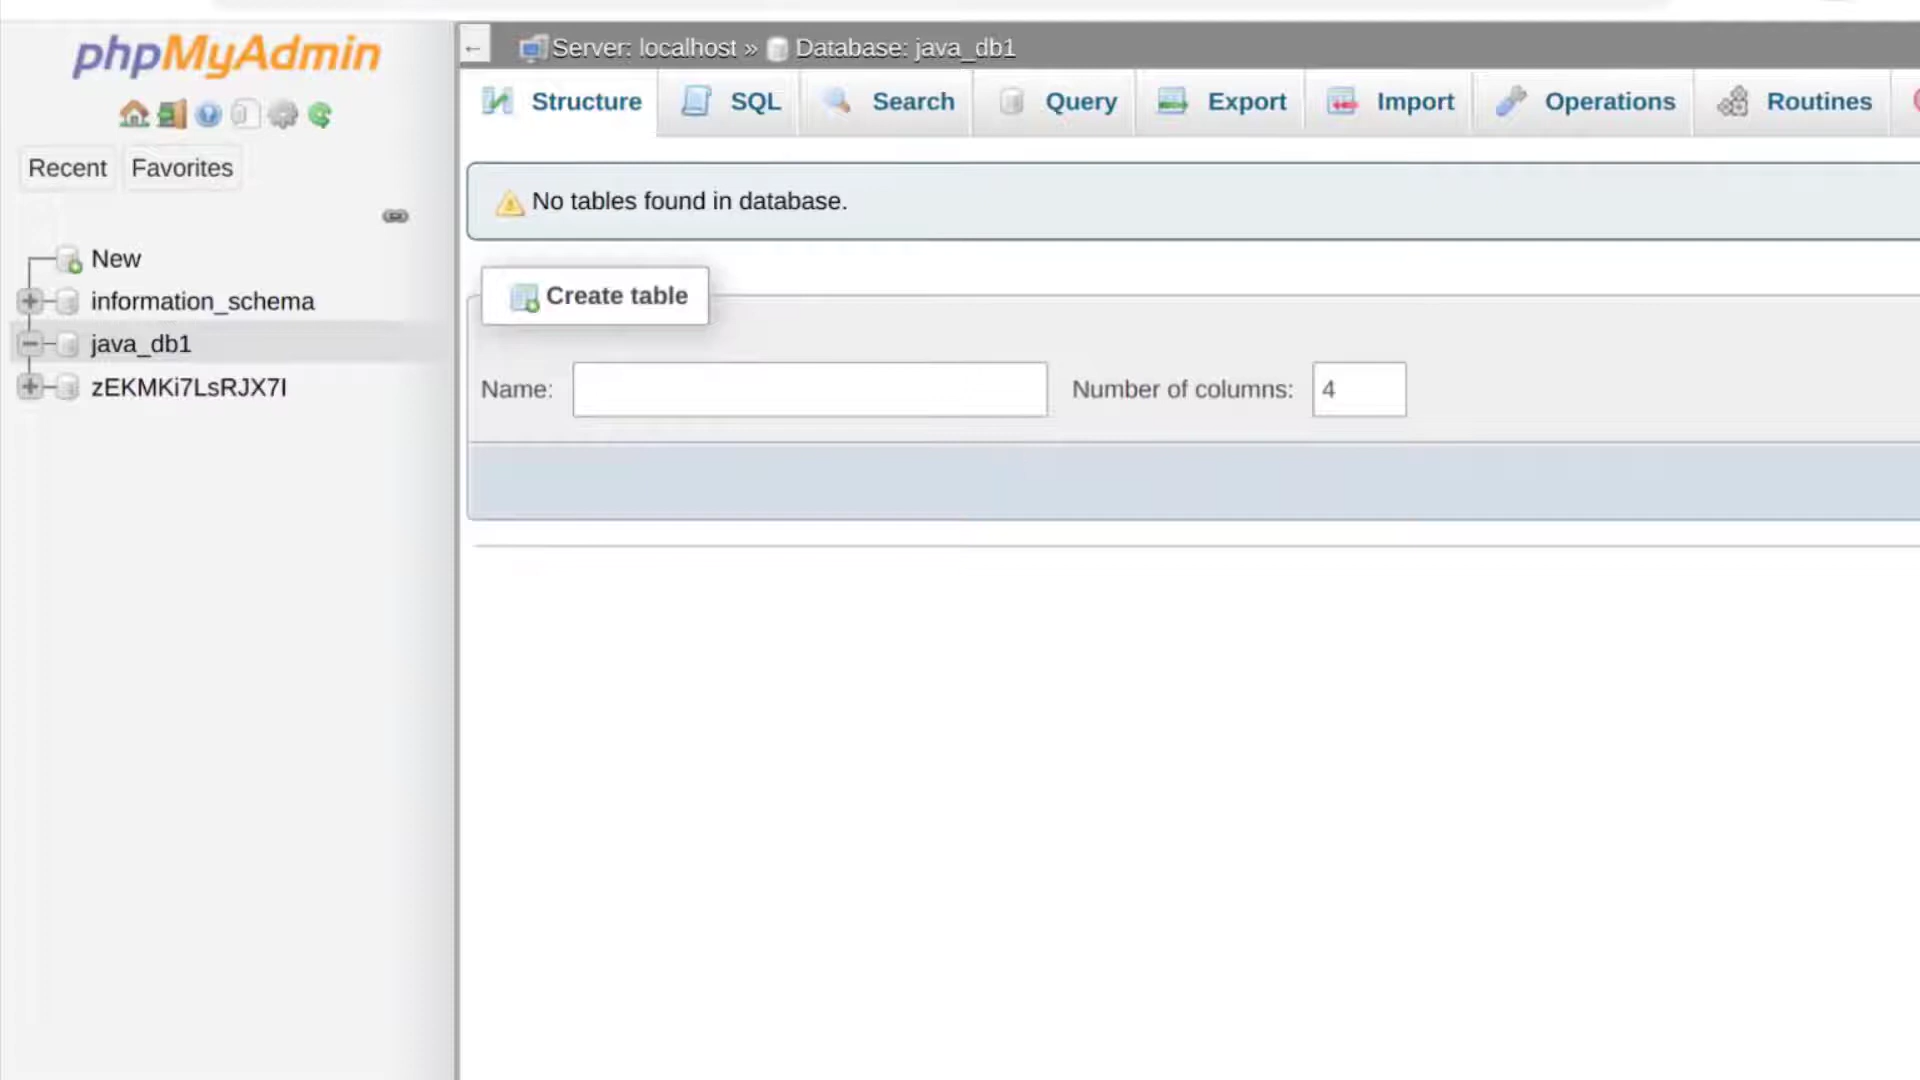 phpMyAdmin
Recent Favorites
New
information_schema
java_db1
zEKMKi7LsRJX7I
←
Server: localhost » Database: java_db1
Structure SQL Search Query Export Import Operations Routines
No tables found in database.
Create table
Name: Number of columns: 4